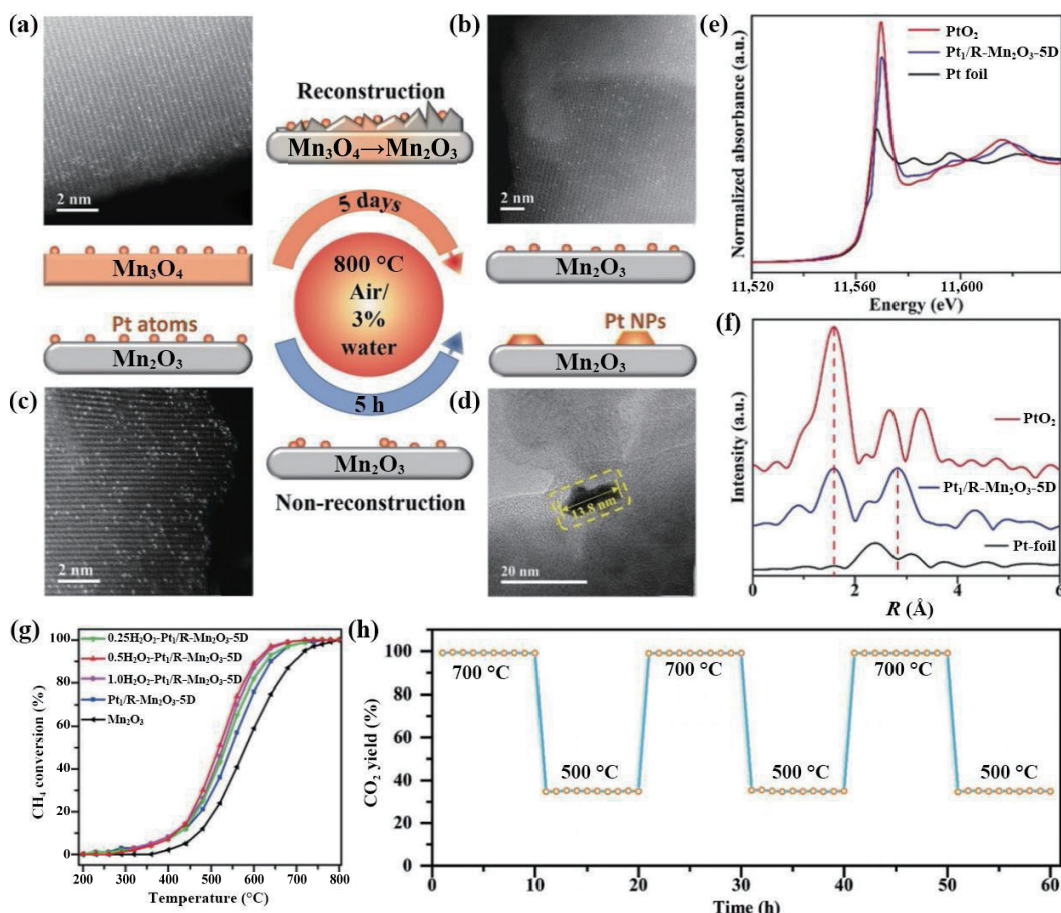 (a)
2 nm
Reconstruction
Mn₃O₄→Mn₂O₃
(b)
2 nm
5 days
800 °C
Air/
3%
water
5 h
Mn₃O₄
Pt atoms
Mn₂O₃
Mn₂O₃
Pt NPs
Mn₂O₃
(c)
2 nm
Mn₂O₃
Non-reconstruction
(d)
13.8 nm
20 nm
(e)
PtO₂
Pt₁/R-Mn₂O₃-5D
Pt foil
Normalized absorbance (a.u.)
11,520 11,560 11,600
Energy (eV)
(f)
PtO₂
Pt₁/R-Mn₂O₃-5D
Pt-foil
Intensity (a.u.)
0 2 4 6
R (Å)
(g)
0.25H₂O₂-Pt₁/R-Mn₂O₃-5D
0.5H₂O₂-Pt₁/R-Mn₂O₃-5D
1.0H₂O₂-Pt₁/R-Mn₂O₃-5D
Pt₁/R-Mn₂O₃-5D
Mn₂O₃
CH₄ conversion (%)
100
80
60
40
20
0
200 300 400 500 600 700 800
Temperature (°C)
(h)
CO₂ yield (%)
100
80
60
40
20
0
700 °C 700 °C 700 °C
500 °C 500 °C 500 °C
0 10 20 30 40 50 60
Time (h)